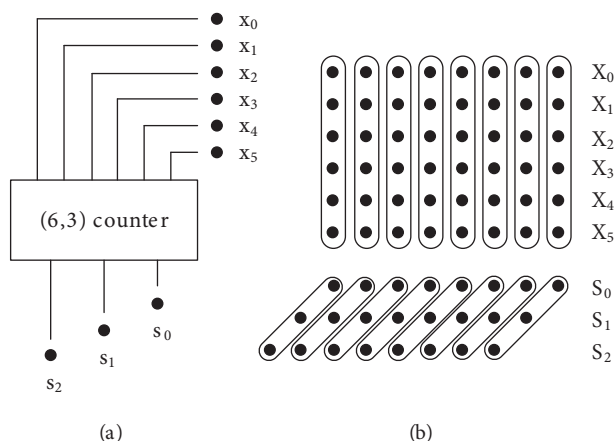 x₀
x₁
x₂
x₃
x₄
x₅
(6,3) counter
s₀
s₁
s₂
(a)
X₀
X₁
X₂
X₃
X₄
X₅
S₀
S₁
S₂
(b)